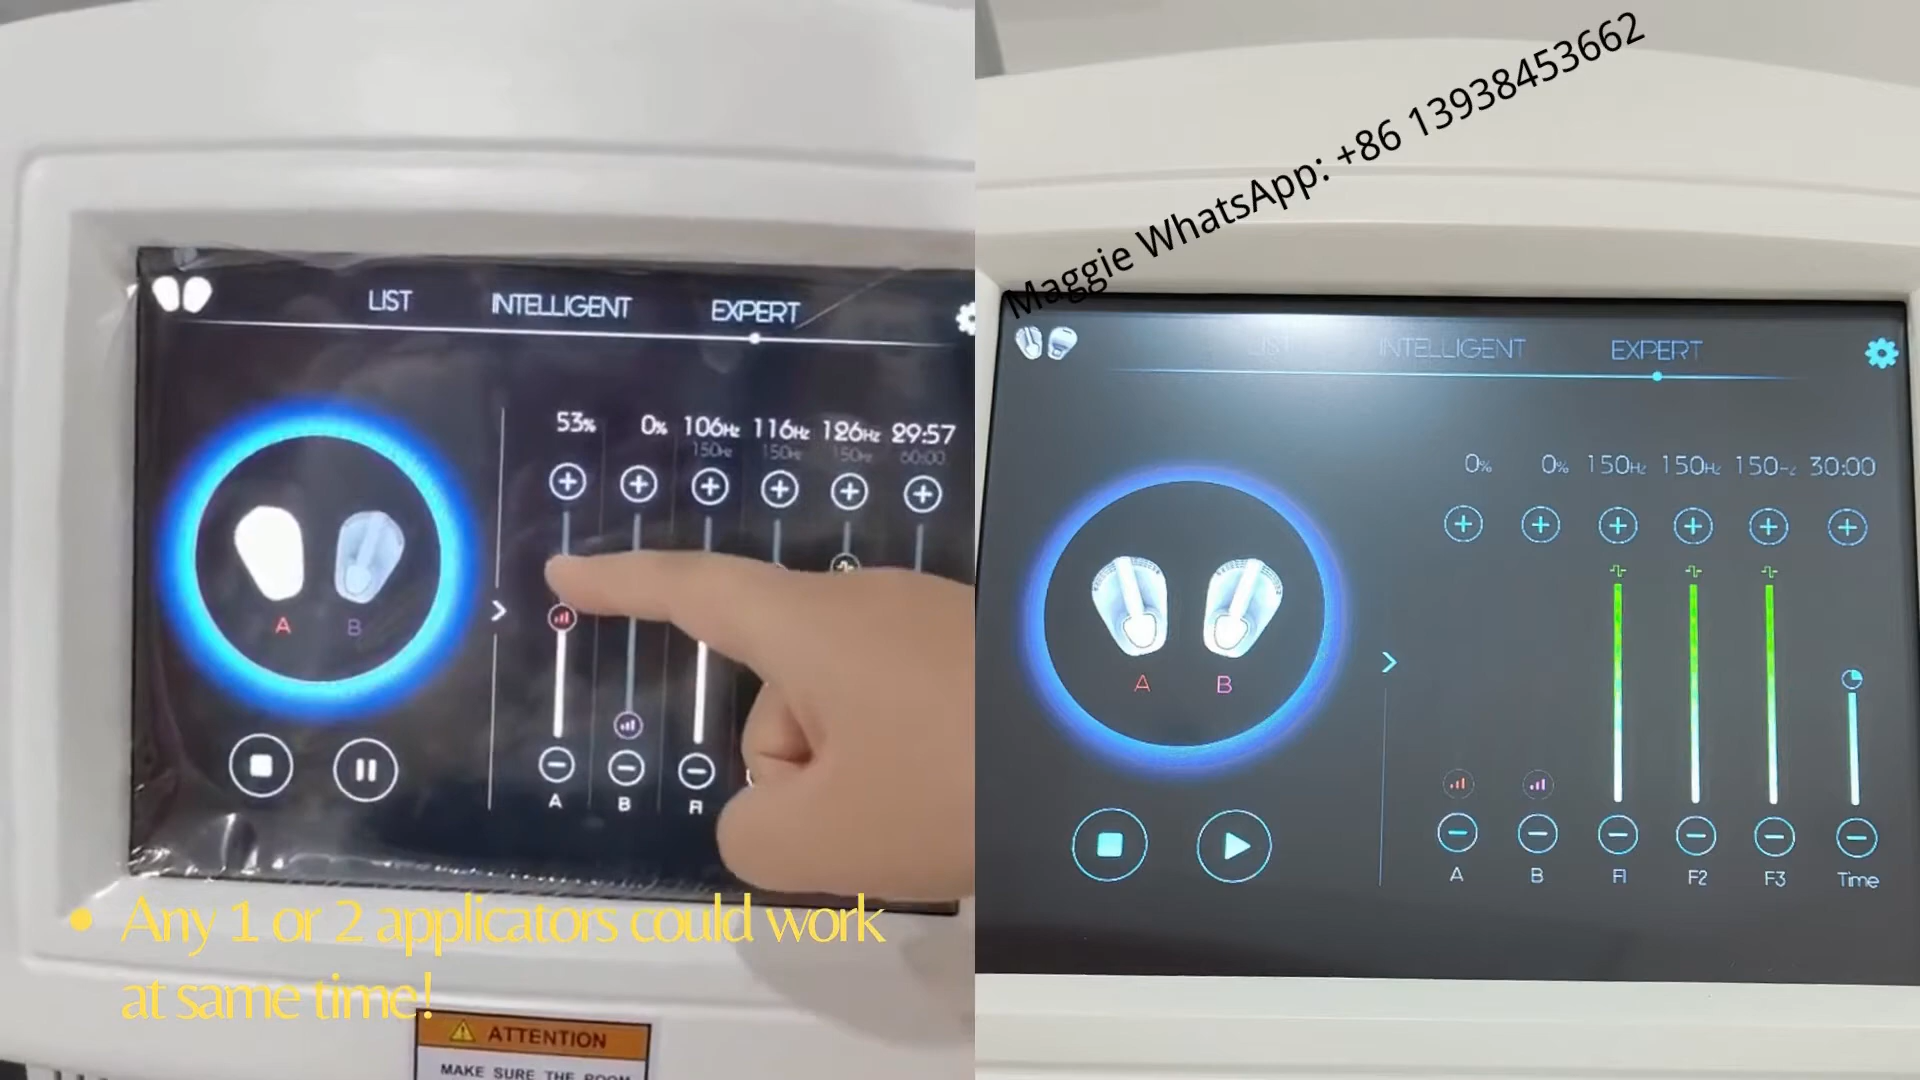 LIST INTELLIGENT EXPERT
53% 0% 106Hz 116Hz 126Hz 29:57
150Hz 150Hz 150Hz 60:00
A B
A B F1
• Any 1 or 2 applicators could work
at same time!
ATTENTION
MAKE SURE THE ROOM
Maggie WhatsApp: +86 13938453662
LIST INTELLIGENT EXPERT
0% 0% 150Hz 150Hz 150Hz 30:00
A B
A B F1 F2 F3 Time